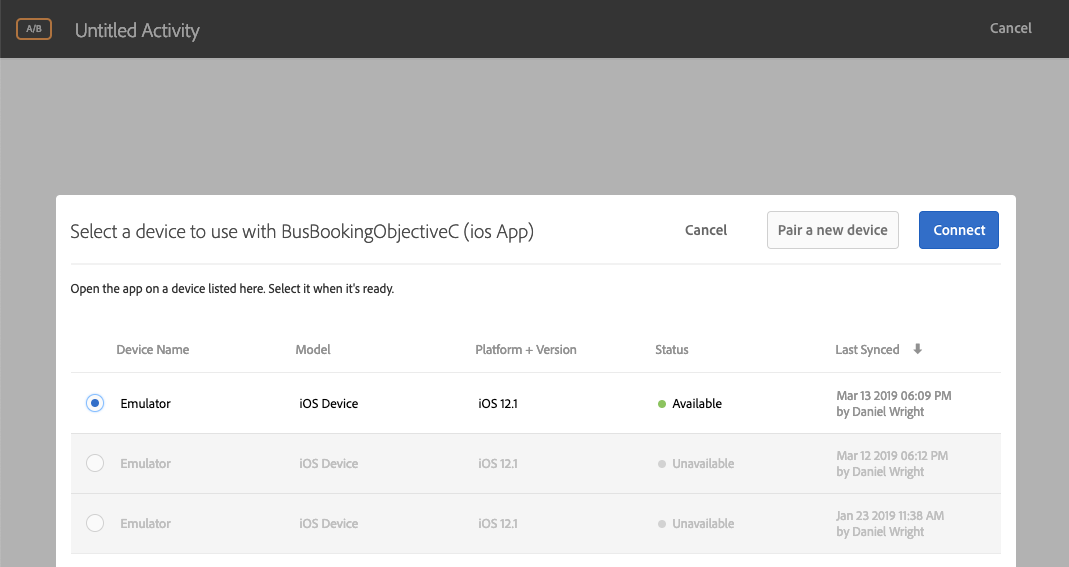 A/B
Untitled Activity
Cancel
Select a device to use with BusBookingObjectiveC (ios App)
Cancel
Pair a new device
Connect
Open the app on a device listed here. Select it when it's ready.
Device Name Model Platform + Version Status Last Synced
Emulator iOS Device iOS 12.1 Available Mar 13 2019 06:09 PM
by Daniel Wright
Emulator iOS Device iOS 12.1 Unavailable Mar 12 2019 06:12 PM
by Daniel Wright
Emulator iOS Device iOS 12.1 Unavailable Jan 23 2019 11:38 AM
by Daniel Wright